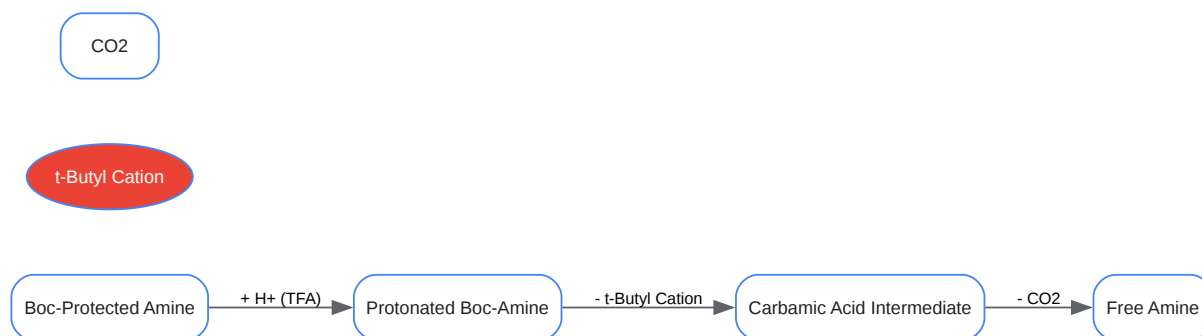 CO2
t-Butyl Cation
Boc-Protected Amine
+ H+ (TFA)
Protonated Boc-Amine
- t-Butyl Cation
Carbamic Acid Intermediate
- CO2
Free Amine